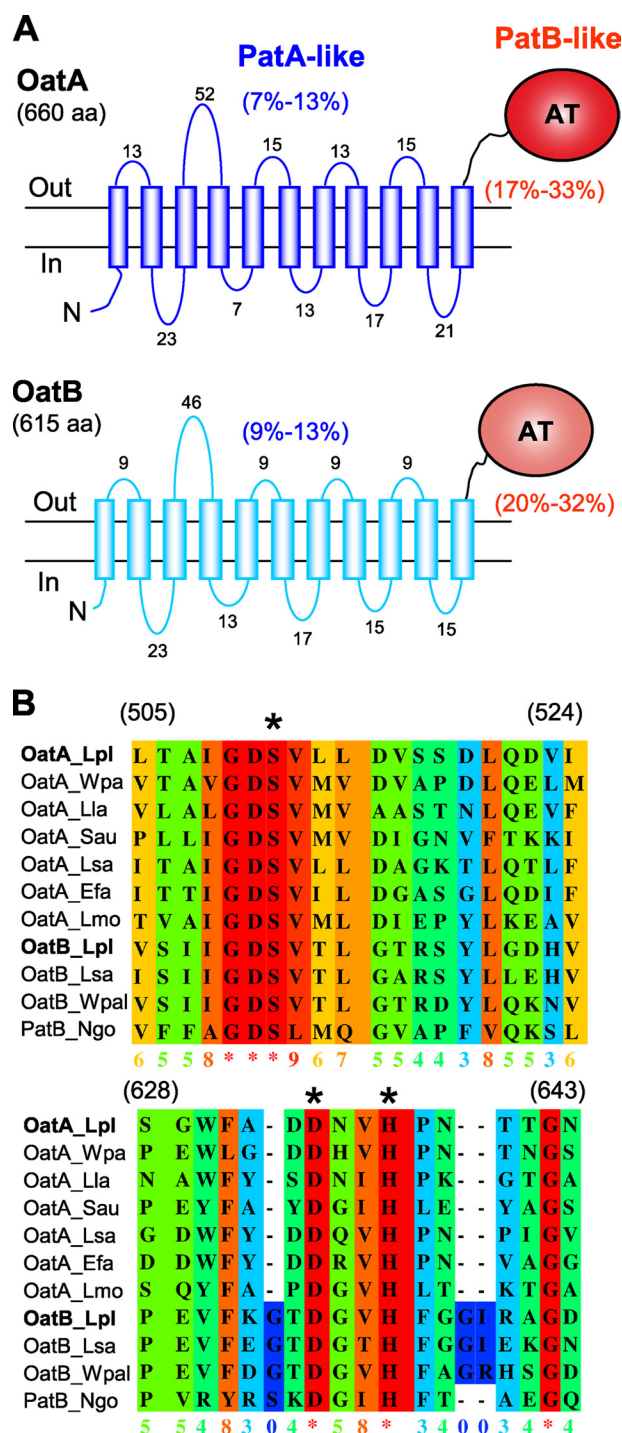 A
PatA-like
PatB-like
OatA
(660 aa)
52
(7%-13%)
AT
13
15
13
15
Out
(17%-33%)
In
N
23
7
13
17
21
OatB
(615 aa)
46
(9%-13%)
AT
9
9
9
9
Out
(20%-32%)
In
N
23
13
17
15
15
B
(505) * (524)
OatA_Lpl L T A I G D S V L L D V S S D L Q D V I
OatA_Wpa V T A V G D S V M V D V A P D L Q E L M
OatA_Lla V L A L G D S V M V A A S T N L Q E V F
OatA_Sau P L L I G D S V M V D I G N V F T K K I
OatA_Lsa I T A I G D S V L L D A G K T L Q T L F
OatA_Efa I T T I G D S V I L D G A S G L Q D I F
OatA_Lmo T V A I G D S V M L D I E P Y L K E A V
OatB_Lpl V S I I G D S V T L G T R S Y L G D H V
OatB_Lsa I S I I G D S V T L G A R S Y L L E H V
OatB_Wpal V S I I G D S V T L G T R D Y L Q K N V
PatB_Ngo V F F A G D S L M Q G V A P F V Q K S L
6 5 5 8 * * * 9 6 7 5 5 4 4 3 8 5 5 3 6
(628) * * (643)
OatA_Lpl S G W F A - D D N V H P N - - T T G N
OatA_Wpa P E W L G - D D H V H P N - - T N G S
OatA_Lla N A W F Y - S D N I H P K - - G T G A
OatA_Sau P E Y F A - Y D G I H L E - - Y A G S
OatA_Lsa G D W F Y - D D Q V H P N - - P I G V
OatA_Efa D D W F Y - D D R V H P N - - V A G G
OatA_Lmo S Q Y F A - P D G V H L T - - K T G A
OatB_Lpl P E V F K G T D G V H F G G I R A G D
OatB_Lsa P E V F E G T D G T H F G G I E K G N
OatB_Wpal P E V F D G T D G V H F A G R H S G D
PatB_Ngo P V R Y R S K D G I H F T - - A E G Q
5 5 4 8 3 0 4 * 5 8 * 3 4 0 0 3 4 * 4